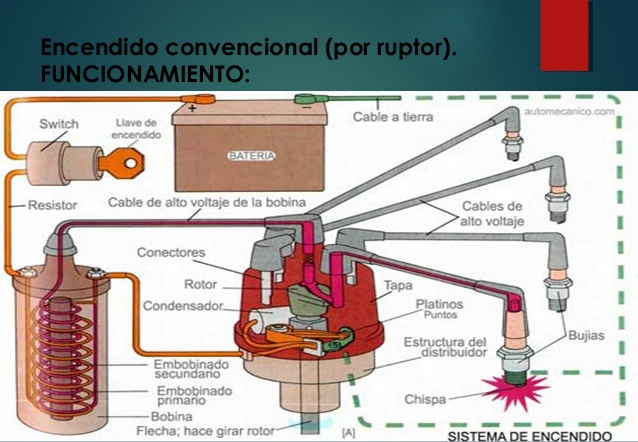 Encendido convencional (por ruptor).
FUNCIONAMIENTO:
automecanico.com
Cable a tierra
Switch
Llave de
encendido
+
−
BATERIA
Resistor
Cable de alto voltaje de la bobina
Cables de
alto voltaje
Conectores
Rotor
Tapa
Condensador
Platinos
Puntos
Estructura del
distribuidor
Bujias
Embobinado
secundario
Embobinado
primario
Chispa
Bobina
Flecha; hace girar rotor
[A]
SISTEMA DE ENCENDIDO